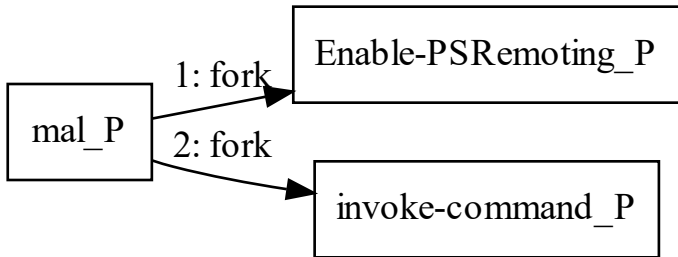 Enable-PSRemoting_P
1: fork
mal_P
2: fork
invoke-command_P